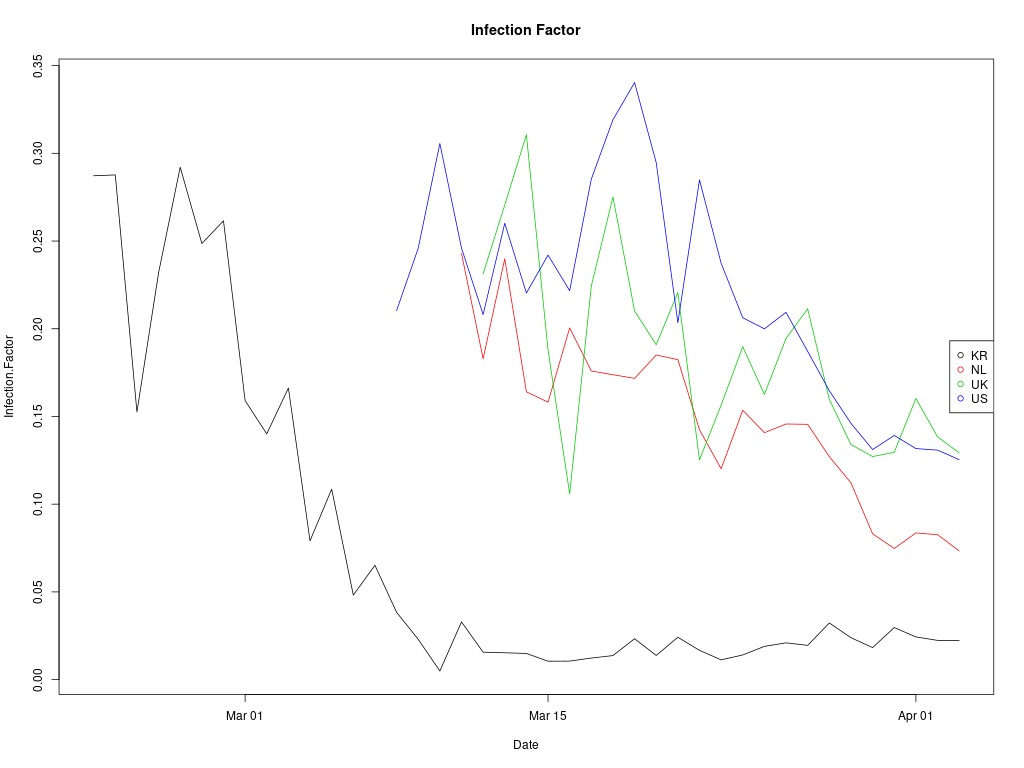 Infection Factor
Infection.Factor
0.35
0.30
0.25
0.20
0.15
0.10
0.05
0.00
KR
NL
UK
US
Mar 01
Mar 15
Apr 01
Date